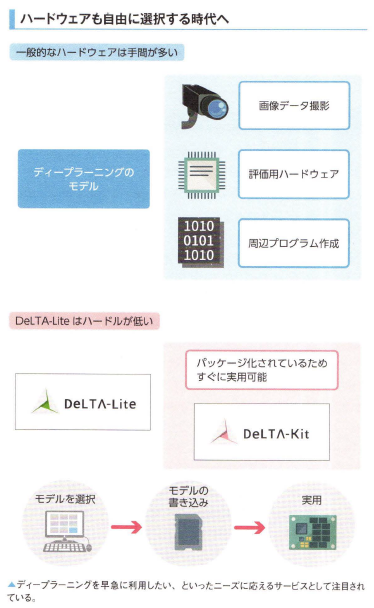 ハードウェアも自由に選択する時代へ
一般的なハードウェアは手間が多い
ディープラーニングの
モデル
画像データ撮影
評価用ハードウェア
1010
0101
1010
周辺プログラム作成
DeLTA-Liteはハードルが低い
パッケージ化されているため
すぐに実用可能
DeLTΛ-Lite
DeLTΛ-Kit
モデルを選択
モデルの
書き込み
実用
▲ディープラーニングを早急に利用したい、といったニーズに応えるサービスとして注目され
ている。